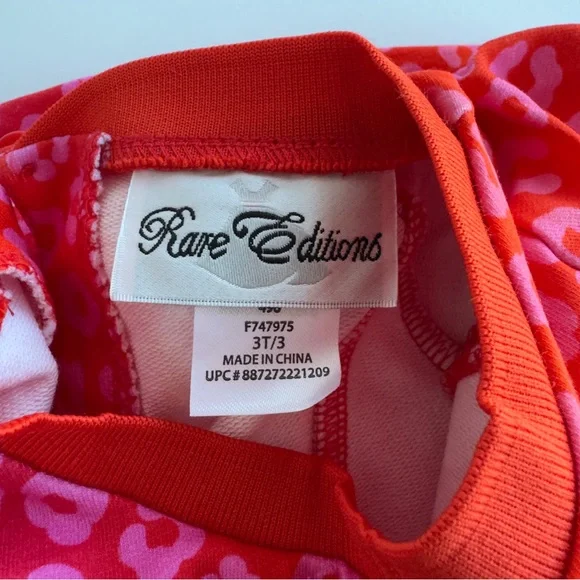 Rare Editions
F747975
3T/3
MADE IN CHINA
UPC # 887272221209